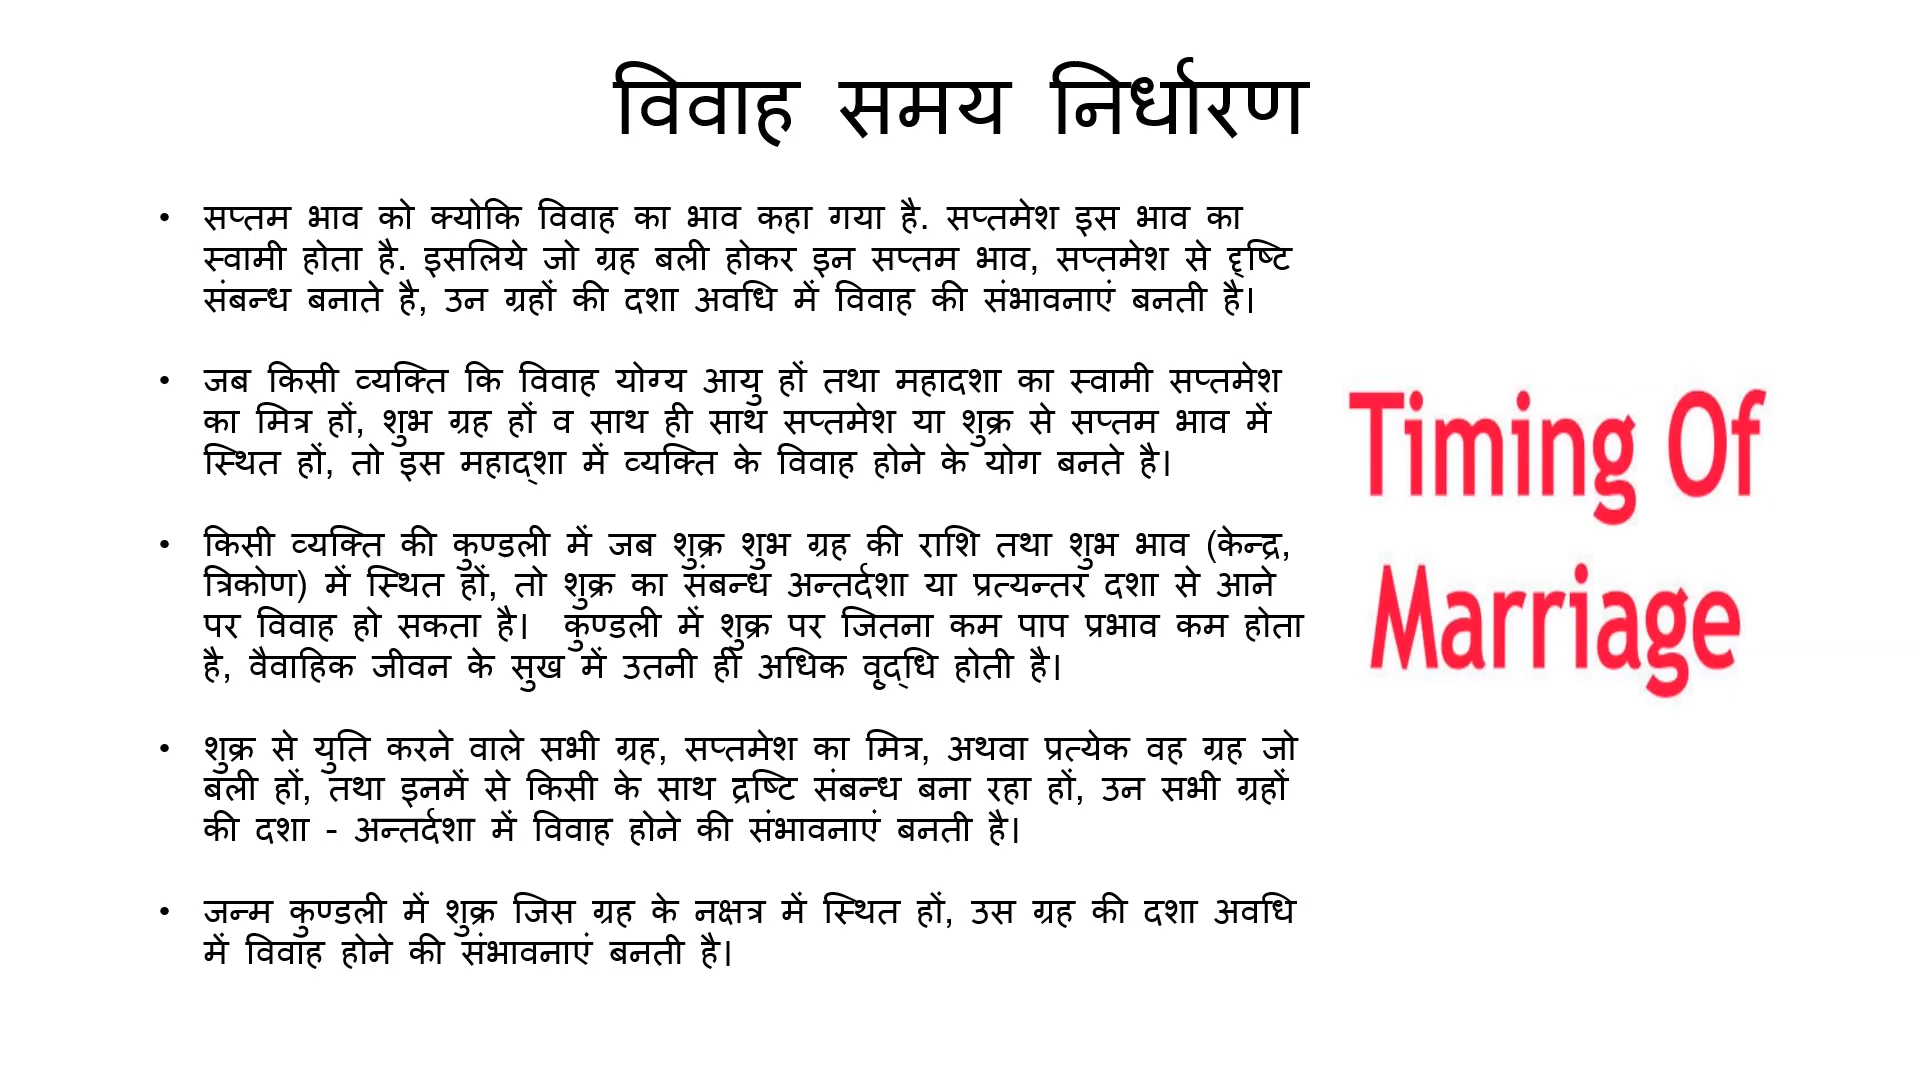 विवाह समय निर्धारण
• सप्तम भाव को क्योकि विवाह का भाव कहा गया है. सप्तमेश इस भाव का
स्वामी होता है. इसलिये जो ग्रह बली होकर इन सप्तम भाव, सप्तमेश से दृष्टि
संबन्ध बनाते है, उन ग्रहों की दशा अवधि में विवाह की संभावनाएं बनती है।
• जब किसी व्यक्ति कि विवाह योग्य आयु हों तथा महादशा का स्वामी सप्तमेश
का मित्र हों, शुभ ग्रह हों व साथ ही साथ सप्तमेश या शुक्र से सप्तम भाव में
स्थित हों, तो इस महाद्शा में व्यक्ति के विवाह होने के योग बनते है।
• किसी व्यक्ति की कुण्डली में जब शुक्र शुभ ग्रह की राशि तथा शुभ भाव (केन्द्र,
त्रिकोण) में स्थित हों, तो शुक्र का संबन्ध अन्तर्दशा या प्रत्यन्तर दशा से आने
पर विवाह हो सकता है। कुण्डली में शुक्र पर जितना कम पाप प्रभाव कम होता
है, वैवाहिक जीवन के सुख में उतनी ही अधिक वृ्द्धि होती है।
• शुक्र से युति करने वाले सभी ग्रह, सप्तमेश का मित्र, अथवा प्रत्येक वह ग्रह जो
बली हों, तथा इनमें से किसी के साथ द्रष्टि संबन्ध बना रहा हों, उन सभी ग्रहों
की दशा - अन्तर्दशा में विवाह होने की संभावनाएं बनती है।
• जन्म कुण्डली में शुक्र जिस ग्रह के नक्षत्र में स्थित हों, उस ग्रह की दशा अवधि
में विवाह होने की संभावनाएं बनती है।
Timing Of
Marriage